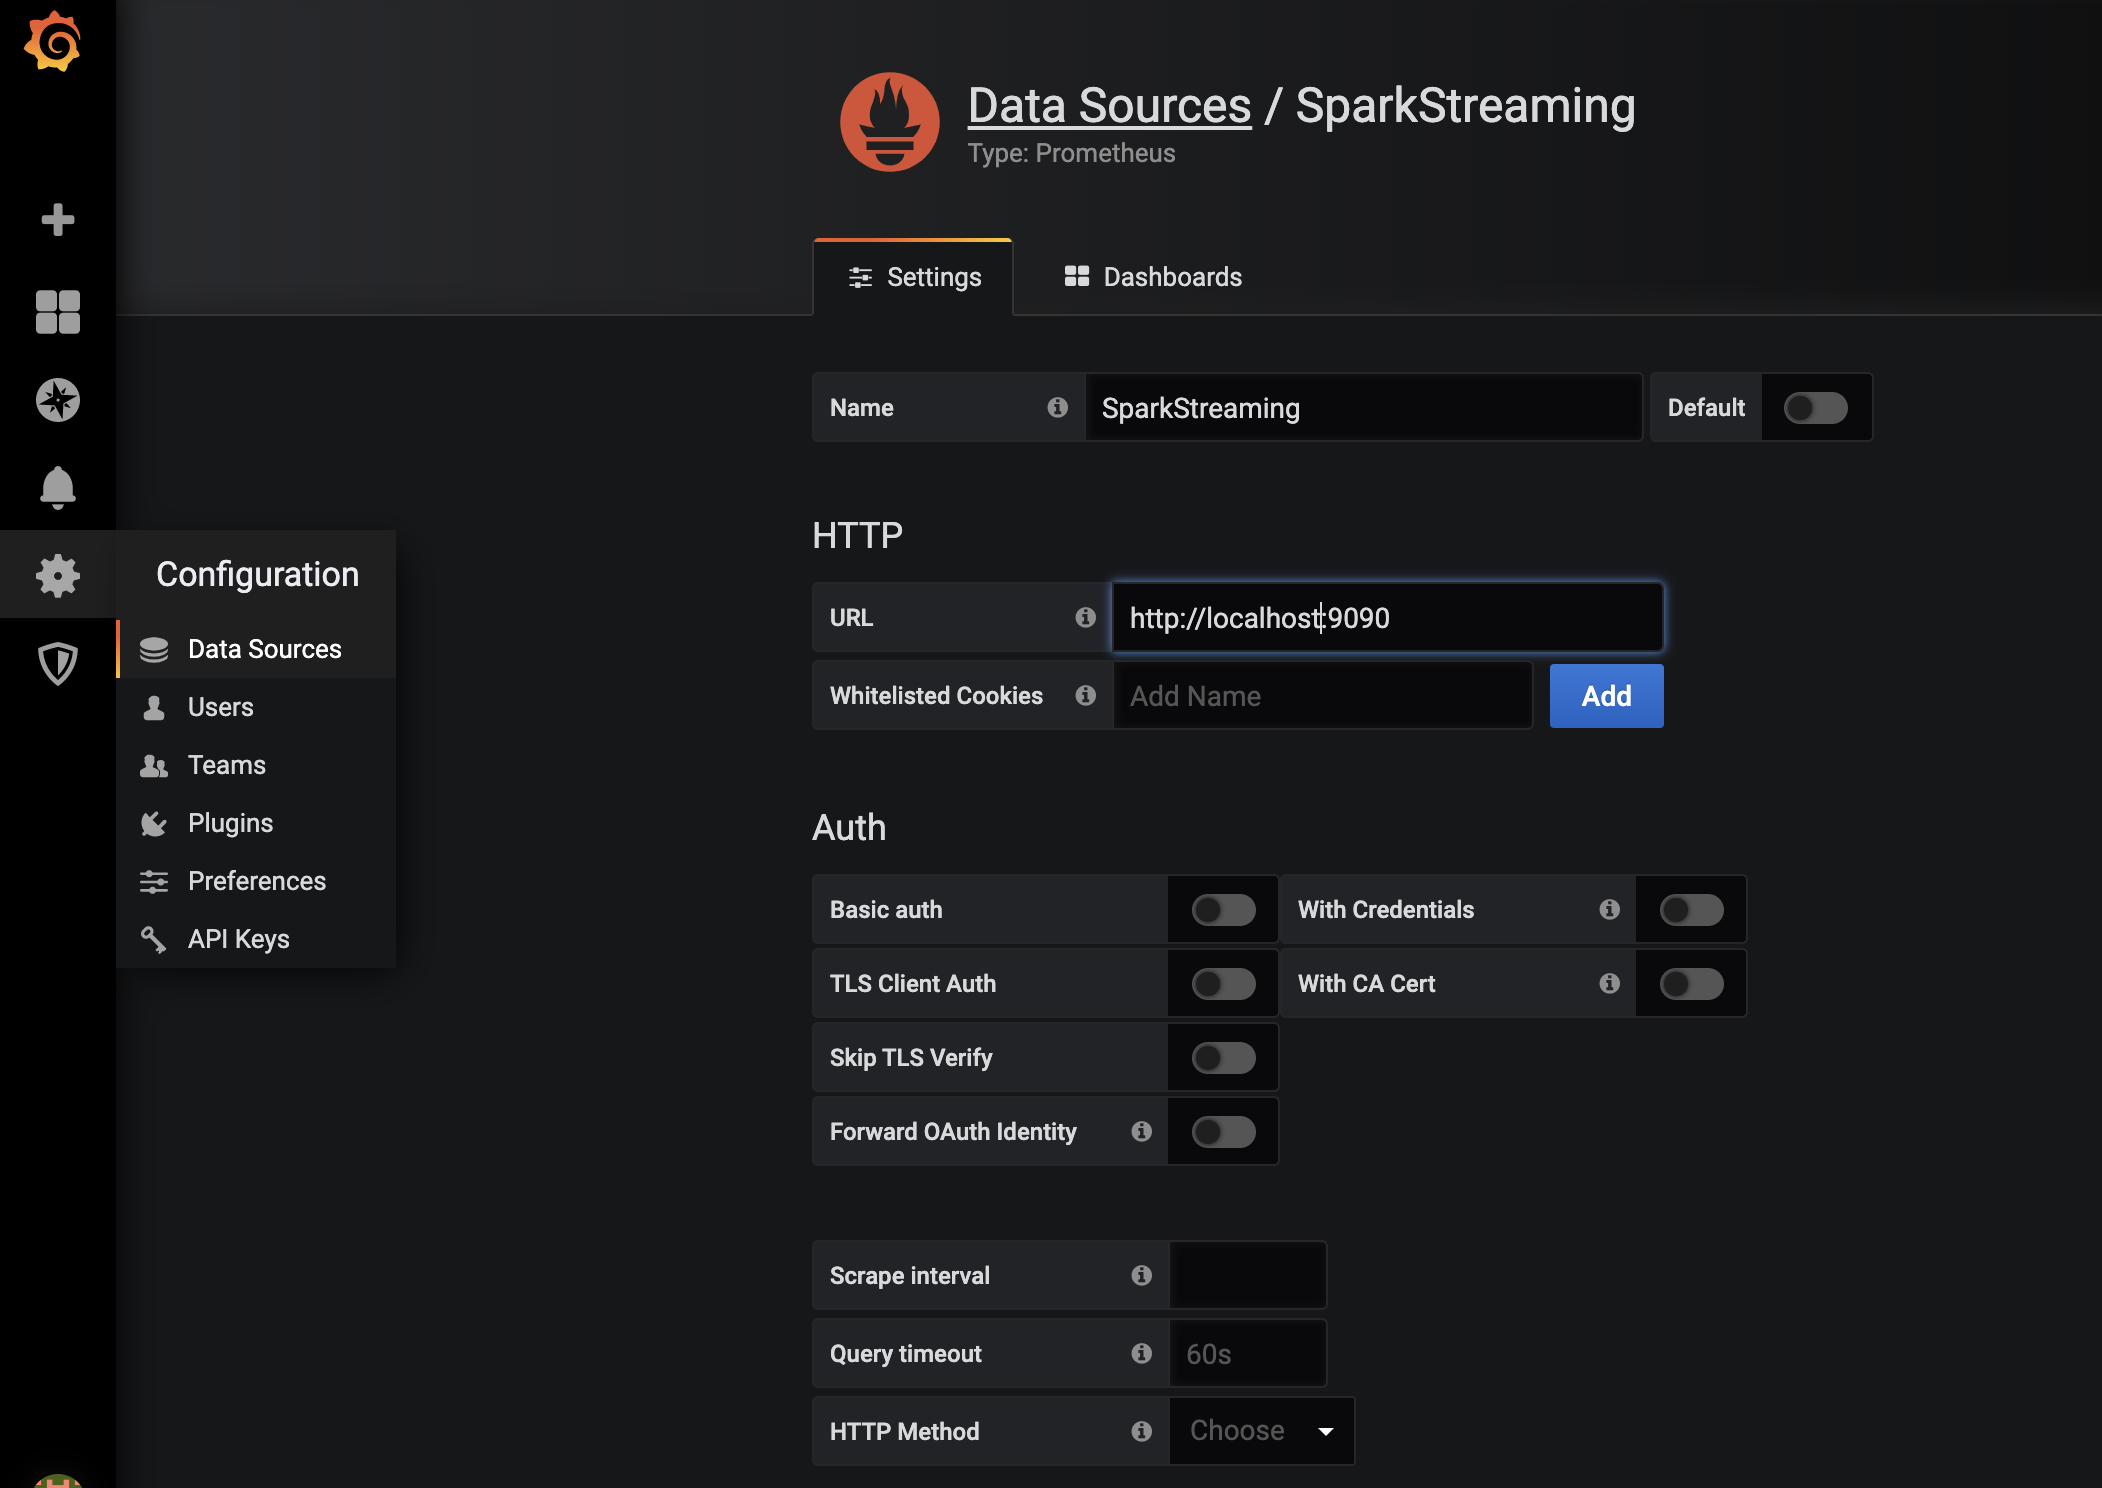 Data Sources / SparkStreaming
Type: Prometheus
Settings
Dashboards
Name
SparkStreaming
Default
HTTP
Configuration
URL
http://localhost:9090
Data Sources
Whitelisted Cookies
Add Name
Add
Users
Teams
Plugins
Preferences
API Keys
Auth
Basic auth
With Credentials
TLS Client Auth
With CA Cert
Skip TLS Verify
Forward OAuth Identity
Scrape interval
Query timeout
60s
HTTP Method
Choose